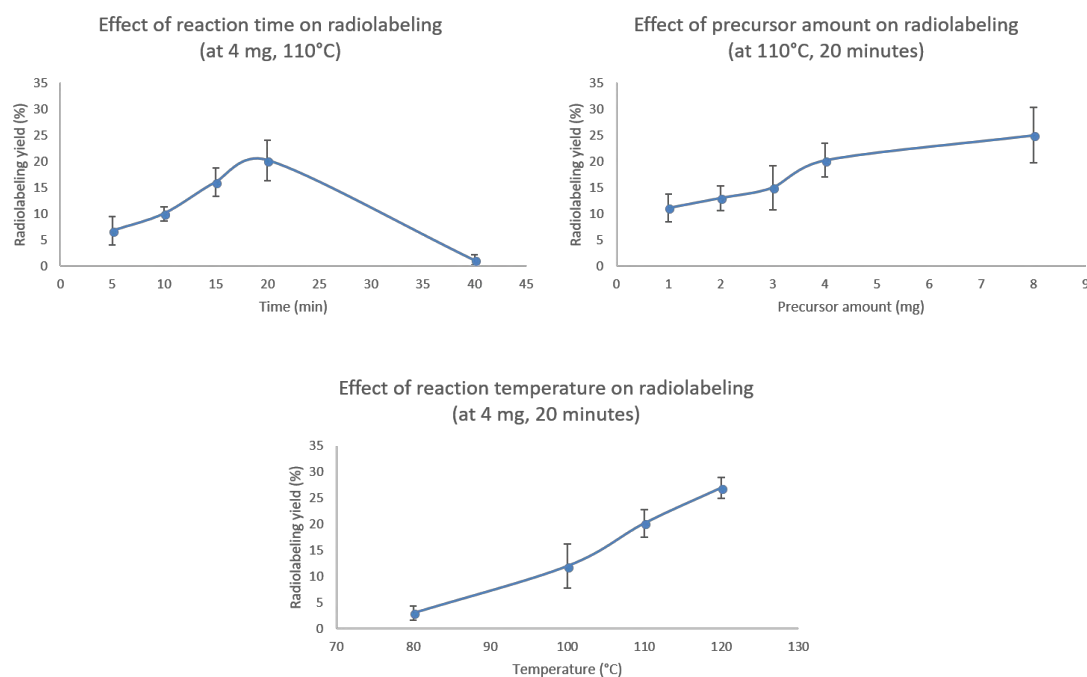 Effect of reaction time on radiolabeling
(at 4 mg, 110°C)
35
30
25
20
15
10
5
0
Radiolabeling yield (%)
0 5 10 15 20 25 30 35 40 45
Time (min)
Effect of precursor amount on radiolabeling
(at 110°C, 20 minutes)
35
30
25
20
15
10
5
0
Radiolabeling yield (%)
0 1 2 3 4 5 6 7 8 9
Precursor amount (mg)
Effect of reaction temperature on radiolabeling
(at 4 mg, 20 minutes)
35
30
25
20
15
10
5
0
Radiolabeling yield (%)
70 80 90 100 110 120 130
Temperature (°C)